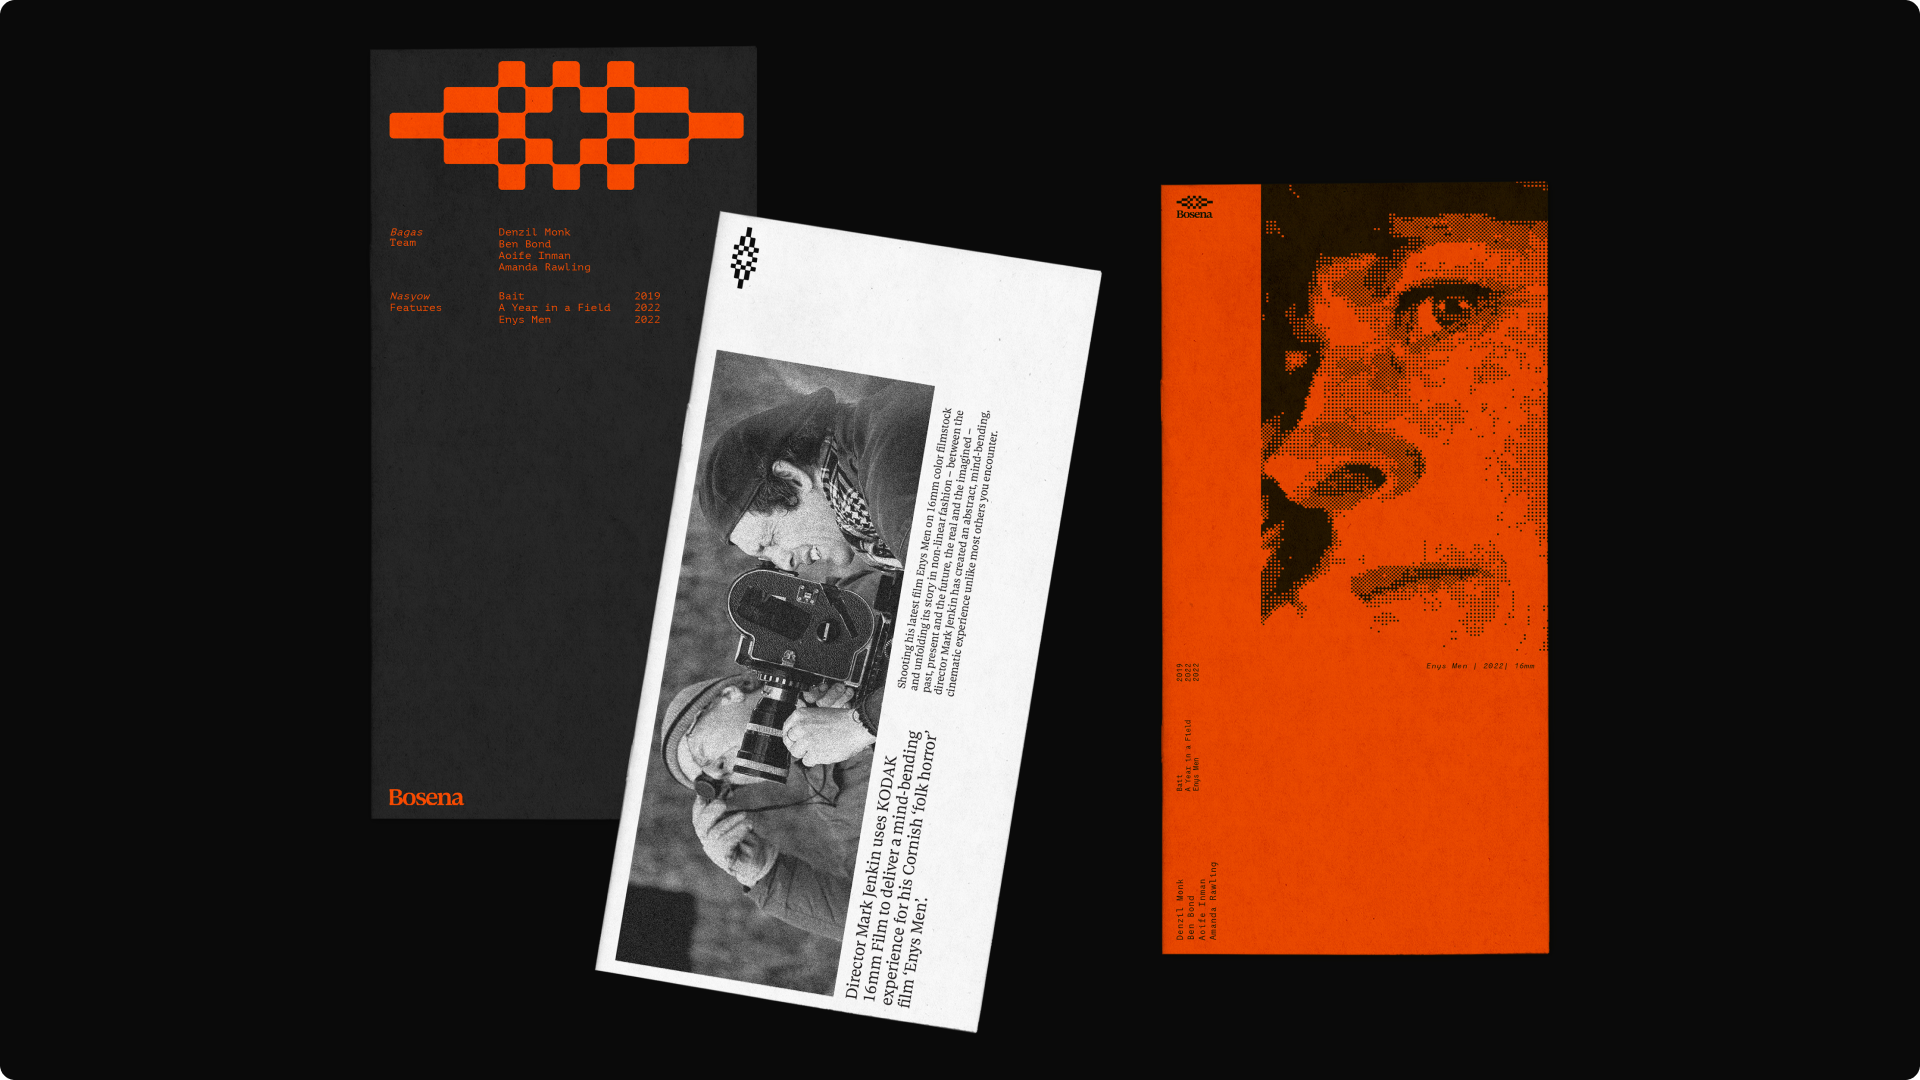 Bagas
Team
Denzil Monk
Ben Bond
Aoife Inman
Amanda Rawling
Nasyow
Features
Bait 2019
A Year in a Field 2022
Enys Men 2022
Bosena
Director Mark Jenkin uses KODAK
16mm Film to deliver a mind-bending
experience for his Cornish ‘folk horror’
film ‘Enys Men’.
Shooting his latest film Enys Men on 16mm color filmstock
and unfolding its story in non-linear fashion – between the
past, present and the future, the real and the imagined –
director Mark Jenkin has created an abstract, mind-bending,
cinematic experience unlike most others you encounter.
Bosena
Enys Men | 2022| 16mm
Bait 2019
A Year in a Field 2022
Enys Men 2022
Denzil Monk
Ben Bond
Aoife Inman
Amanda Rawling